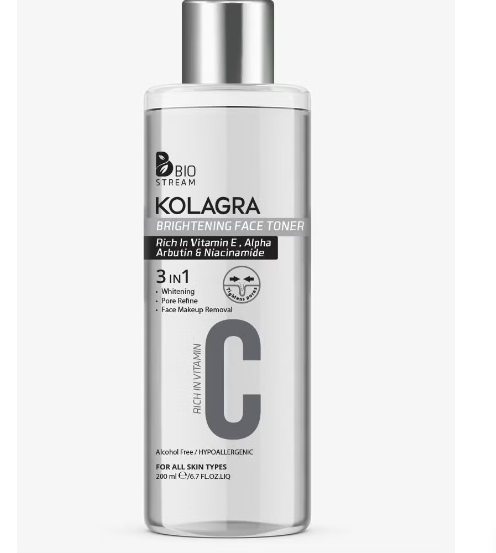 B BIO
STREAM
KOLAGRA
BRIGHTENING FACE TONER
Rich In Vitamin E , Alpha
Arbutin & Niacinamide
3 IN 1
Tighten pores
• Whitening
• Pore Refine
• Face Makeup Removal
RICH IN VITAMIN
C
Alcohol Free / HYPOALLERGENIC
FOR ALL SKIN TYPES
200 ml ℮/6.7 FL.OZ.LIQ